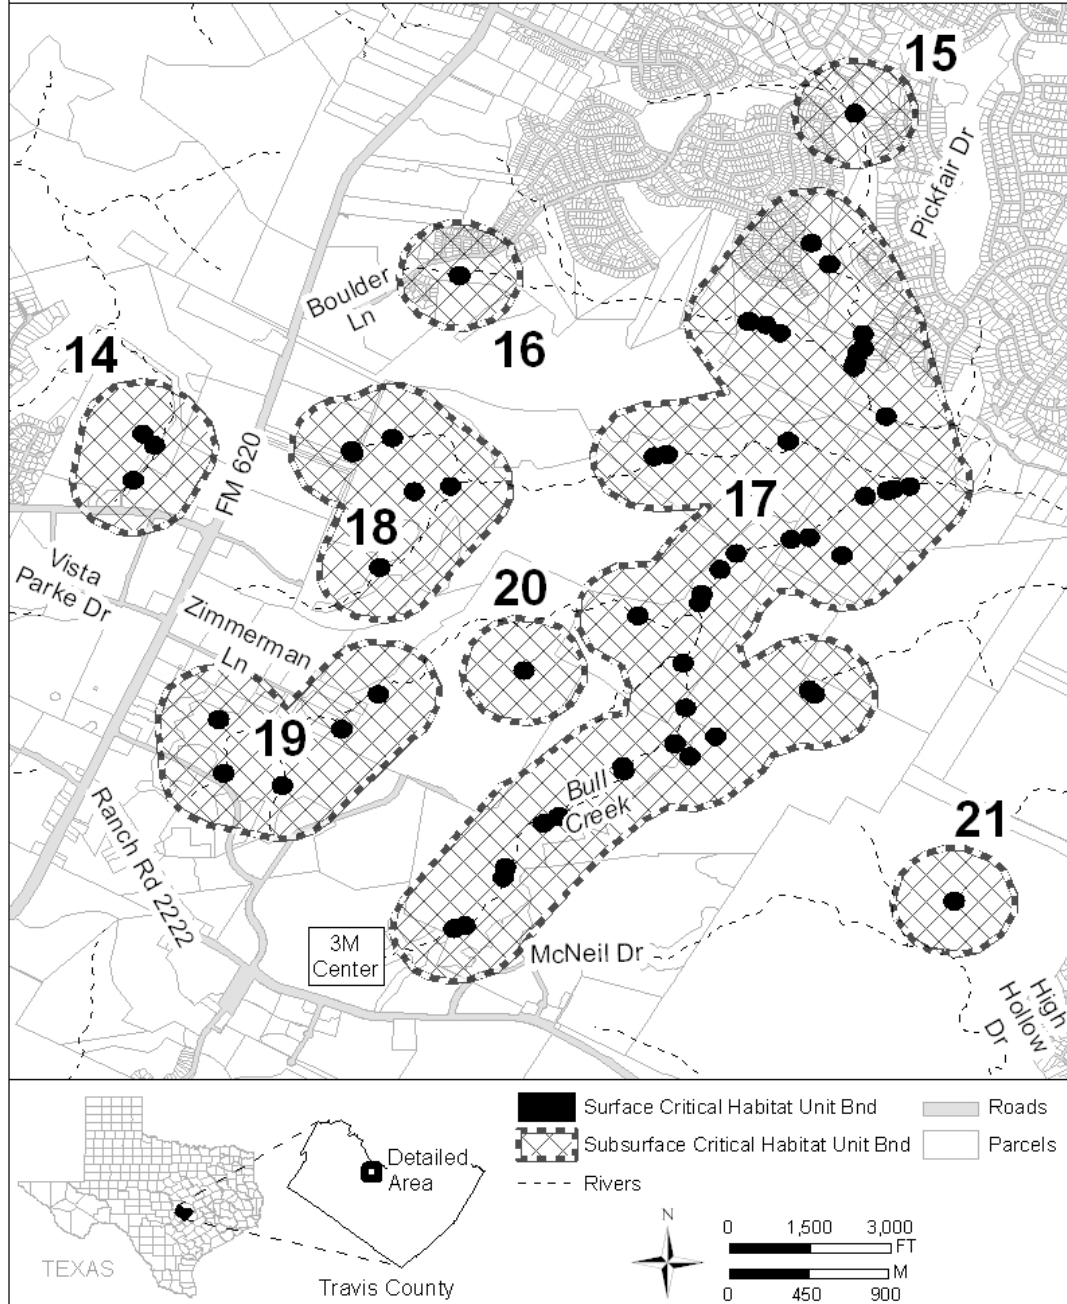 15
Pickfair Dr
Boulder
Ln
16
14
FM 620
17
18
Vista
Parke Dr
Zimmerman
Ln
20
19
Bull
Creek
Ranch Rd 2222
21
3M
Center
McNeil Dr
High
Hollow
Dr
Surface Critical Habitat Unit Bnd
Roads
Subsurface Critical Habitat Unit Bnd
Parcels
Rivers
Detailed
Area
TEXAS
Travis County
N
0 1,500 3,000
FT
M
0 450 900